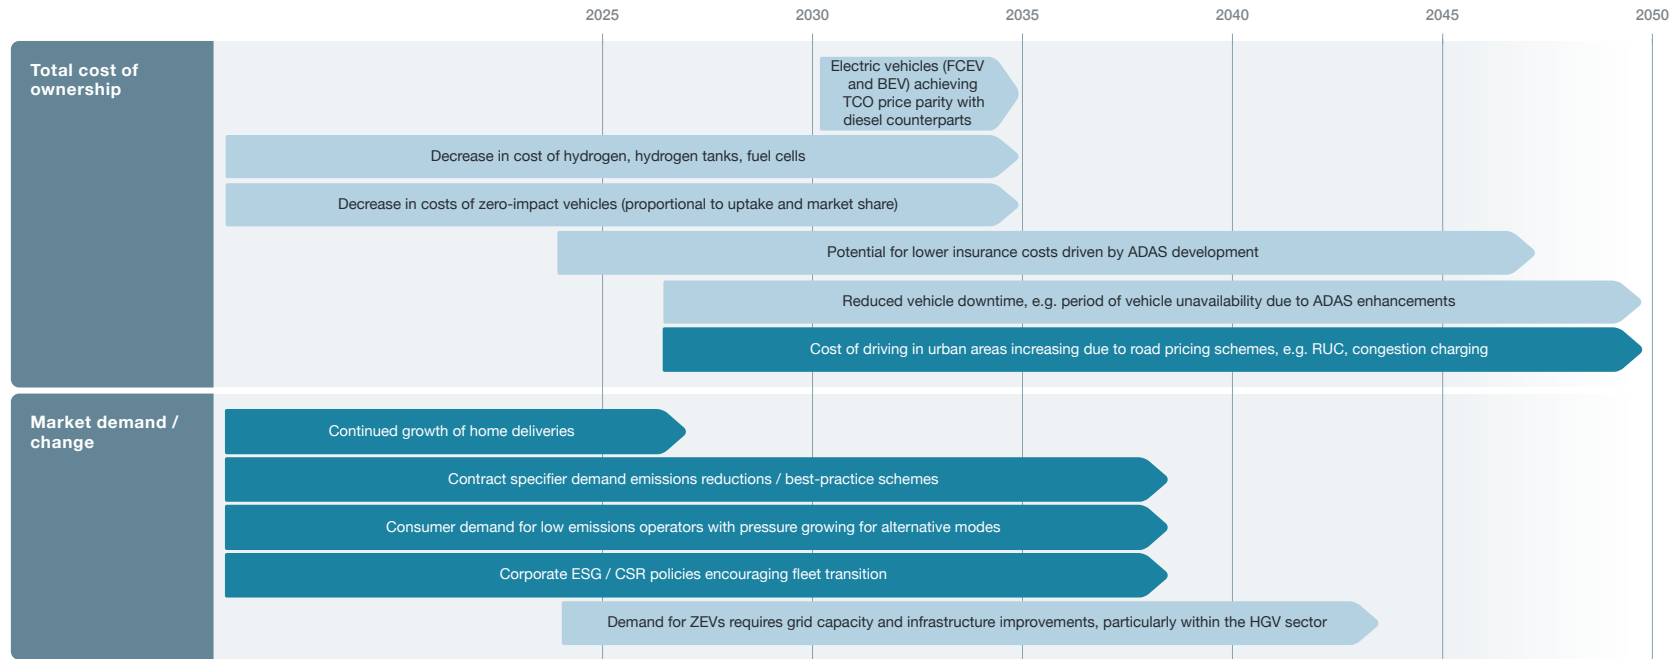 2025 2030 2035 2040 2045 2050
Total cost of
ownership
Electric vehicles (FCEV
and BEV) achieving
TCO price parity with
diesel counterparts
Decrease in cost of hydrogen, hydrogen tanks, fuel cells
Decrease in costs of zero-impact vehicles (proportional to uptake and market share)
Potential for lower insurance costs driven by ADAS development
Reduced vehicle downtime, e.g. period of vehicle unavailability due to ADAS enhancements
Cost of driving in urban areas increasing due to road pricing schemes, e.g. RUC, congestion charging
Market demand /
change
Continued growth of home deliveries
Contract specifier demand emissions reductions / best-practice schemes
Consumer demand for low emissions operators with pressure growing for alternative modes
Corporate ESG / CSR policies encouraging fleet transition
Demand for ZEVs requires grid capacity and infrastructure improvements, particularly within the HGV sector